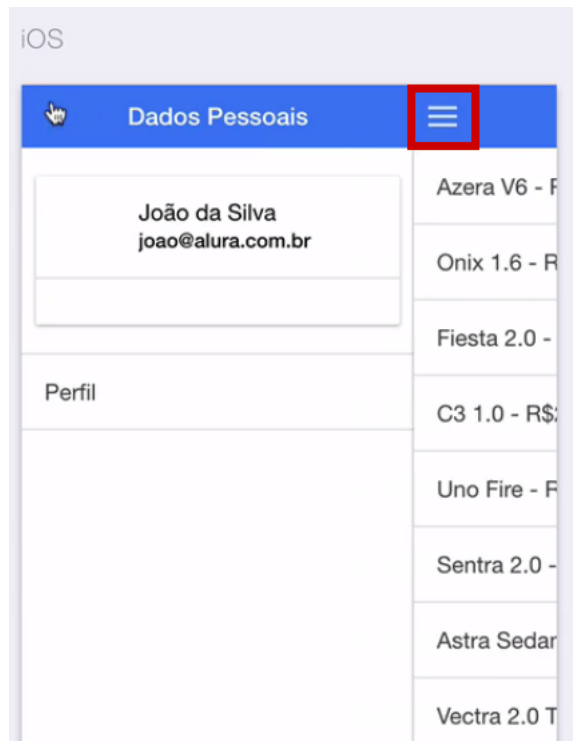 iOS
Dados Pessoais
João da Silva
joao@alura.com.br
Perfil
Azera V6 -
Onix 1.6 -
Fiesta 2.0 -
C3 1.0 - R$
Uno Fire -
Sentra 2.0 -
Astra Sedan
Vectra 2.0 T